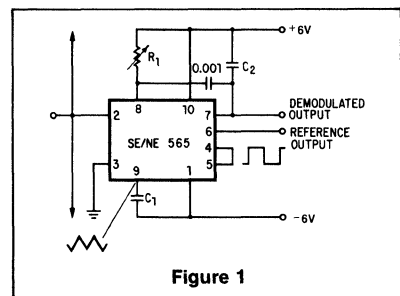 +6V
R1
C2
0.001
8
10
2
7
DEMODULATED
OUTPUT
SE/NE 565
6
REFERENCE
OUTPUT
4
3
5
9
1
C1
-6V
Figure 1